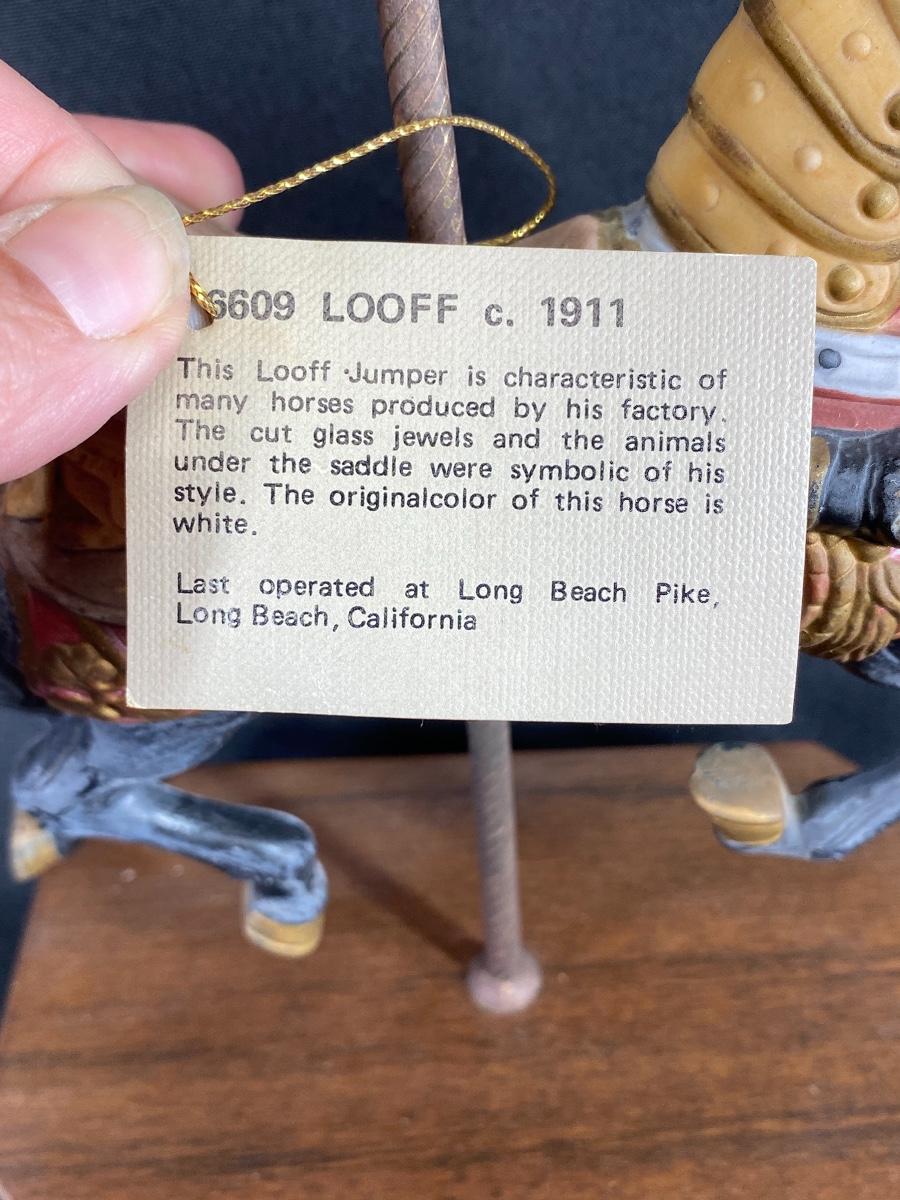 6609 LOOFF c. 1911
This Looff Jumper is characteristic of
many horses produced by his factory.
The cut glass jewels and the animals
under the saddle were symbolic of his
style. The originalcolor of this horse is
white.
Last operated at Long Beach Pike,
Long Beach, California